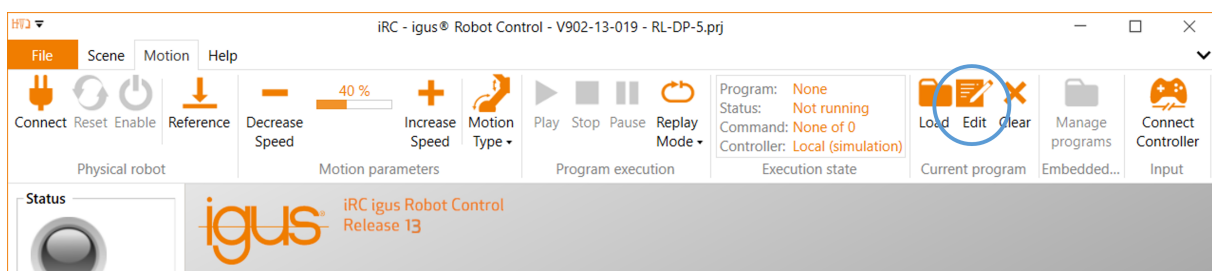 iRC - igus® Robot Control - V902-13-019 - RL-DP-5.prj
File Scene Motion Help
40 %
Connect Reset Enable Reference Decrease Speed Increase Speed Motion Type Play Stop Pause Replay Mode
Program: None
Status: Not running
Command: None of 0
Controller: Local (simulation)
Load Edit Clear Manage programs Connect Controller
Physical robot Motion parameters Program execution Execution state Current program Embedded... Input
Status
igus®
iRC igus Robot Control
Release 13